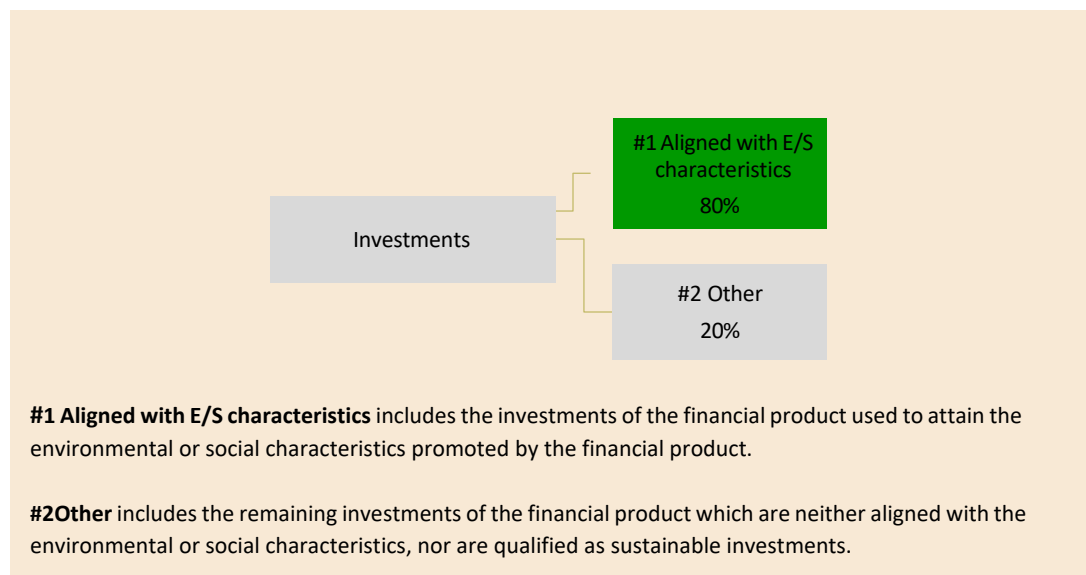 #1 Aligned with E/S
characteristics
80%
Investments
#2 Other
20%
#1 Aligned with E/S characteristics includes the investments of the financial product used to attain the
environmental or social characteristics promoted by the financial product.
#2Other includes the remaining investments of the financial product which are neither aligned with the
environmental or social characteristics, nor are qualified as sustainable investments.